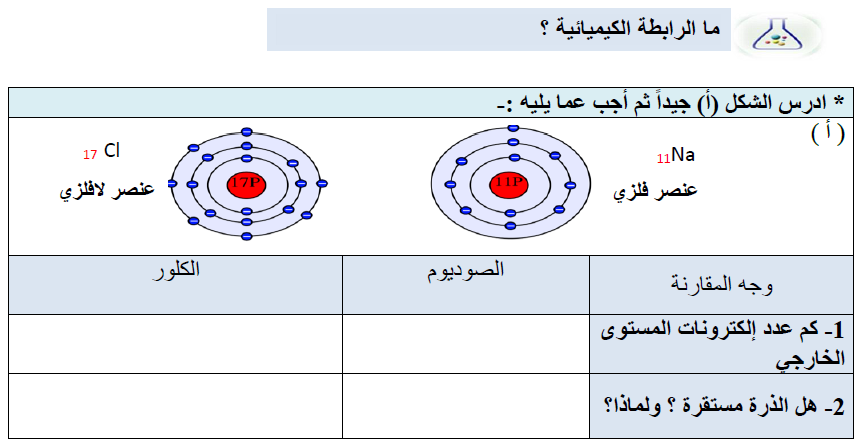 ما الرابطة الكيميائية ؟
* ادرس الشكل (أ) جيداً ثم أجب عما يليه :-
( أ )
11Na
عنصر فلزي
11P
17 Cl
عنصر لافلزي
17P
وجه المقارنة
الصوديوم
الكلور
1- كم عدد إلكترونات المستوى
الخارجي
2- هل الذرة مستقرة ؟ ولماذا؟